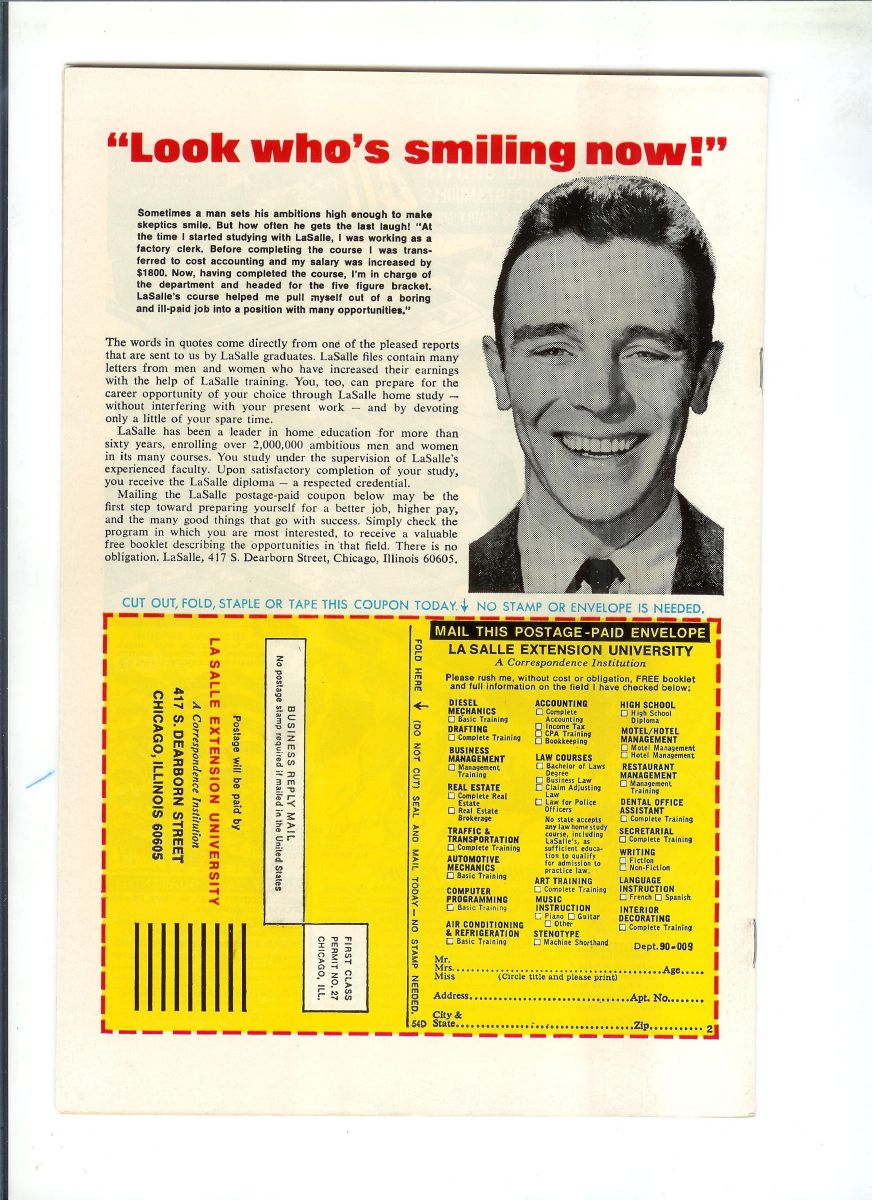 “Look who’s smiling now!”
Sometimes a man sets his ambitions high enough to make
skeptics smile. But how often he gets the last laugh! "At
the time I started studying with LaSalle, I was working as a
factory clerk. Before completing the course I was trans-
ferred to cost accounting and my salary was increased by
$1800. Now, having completed the course, I'm in charge of
the department and headed for the five figure bracket.
LaSalle's course helped me pull myself out of a boring
and ill-paid job into a position with many opportunities."
The words in quotes come directly from one of the pleased reports
that are sent to us by LaSalle graduates. LaSalle files contain many
letters from men and women who have increased their earnings
with the help of LaSalle training. You, too, can prepare for the
career opportunity of your choice through LaSalle home study —
without interfering with your present work — and by devoting
only a little of your spare time.
LaSalle has been a leader in home education for more than
sixty years, enrolling over 2,000,000 ambitious men and women
in its many courses. You study under the supervision of LaSalle's
experienced faculty. Upon satisfactory completion of your study,
you receive the LaSalle diploma — a respected credential.
Mailing the LaSalle postage-paid coupon below may be the
first step toward preparing yourself for a better job, higher pay,
and the many good things that go with success. Simply check the
program in which you are most interested, to receive a valuable
free booklet describing the opportunities in that field. There is no
obligation. LaSalle, 417 S. Dearborn Street, Chicago, Illinois 60605.
CUT OUT, FOLD, STAPLE OR TAPE THIS COUPON TODAY. NO STAMP OR ENVELOPE IS NEEDED.
FIRST CLASS
PERMIT NO. 27
CHICAGO, ILL.
BUSINESS REPLY MAIL
No postage stamp required if mailed in the United States
Postage will be paid by
LA SALLE EXTENSION UNIVERSITY
A Correspondence Institution
417 S. DEARBORN STREET
CHICAGO, ILLINOIS 60605
FOLD HERE (DO NOT CUT) SEAL AND MAIL TODAY — NO STAMP NEEDED.
54D
MAIL THIS POSTAGE-PAID ENVELOPE
LA SALLE EXTENSION UNIVERSITY
A Correspondence Institution
Please rush me, without cost or obligation, FREE booklet
and full information on the field I have checked below:
DIESEL
MECHANICS
☐ Basic Training
DRAFTING
☐ Complete Training
BUSINESS
MANAGEMENT
☐ Management
Training
REAL ESTATE
☐ Complete Real
Estate
☐ Real Estate
Brokerage
TRAFFIC &
TRANSPORTATION
☐ Complete Training
AUTOMOTIVE
MECHANICS
☐ Basic Training
COMPUTER
PROGRAMMING
☐ Basic Training
AIR CONDITIONING
& REFRIGERATION
☐ Basic Training
ACCOUNTING
☐ Complete
Accounting
☐ Income Tax
☐ CPA Training
☐ Bookkeeping
LAW COURSES
☐ Bachelor of Laws
Degree
☐ Business Law
☐ Claim Adjusting
Law
☐ Law for Police
Officers
No state accepts
any law home study
course, including
LaSalle's, as
sufficient educa-
tion to qualify
for admission to
practice law.
ART TRAINING
☐ Complete Training
MUSIC
INSTRUCTION
☐ Piano ☐ Guitar
☐ Other
STENOTYPE
☐ Machine Shorthand
HIGH SCHOOL
☐ High School
Diploma
MOTEL/HOTEL
MANAGEMENT
☐ Motel Management
☐ Hotel Management
RESTAURANT
MANAGEMENT
☐ Management
Training
DENTAL OFFICE
ASSISTANT
☐ Complete Training
SECRETARIAL
☐ Complete Training
WRITING
☐ Fiction
☐ Non-Fiction
LANGUAGE
INSTRUCTION
☐ French ☐ Spanish
INTERIOR
DECORATING
☐ Complete Training
Dept. 90-009
Mr.
Mrs. Age
Miss (Circle title and please print)
Address Apt. No.
City &
State Zip 2